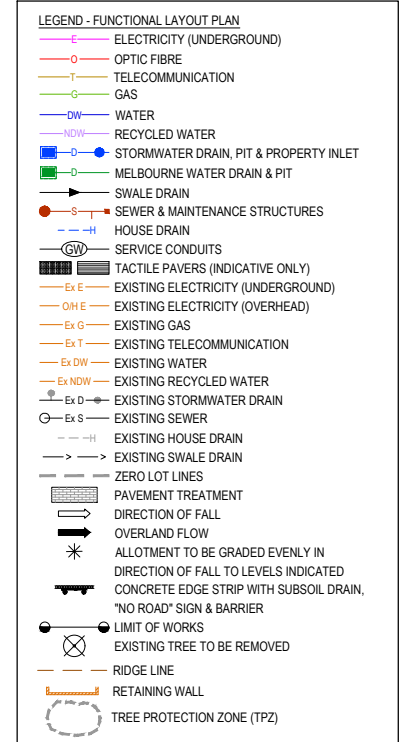 LEGEND - FUNCTIONAL LAYOUT PLAN
E ELECTRICITY (UNDERGROUND)
O OPTIC FIBRE
T TELECOMMUNICATION
G GAS
DW WATER
NDW RECYCLED WATER
D STORMWATER DRAIN, PIT & PROPERTY INLET
D MELBOURNE WATER DRAIN & PIT
SWALE DRAIN
S SEWER & MAINTENANCE STRUCTURES
H HOUSE DRAIN
GW SERVICE CONDUITS
TACTILE PAVERS (INDICATIVE ONLY)
Ex E EXISTING ELECTRICITY (UNDERGROUND)
O/H E EXISTING ELECTRICITY (OVERHEAD)
Ex G EXISTING GAS
Ex T EXISTING TELECOMMUNICATION
Ex DW EXISTING WATER
Ex NDW EXISTING RECYCLED WATER
Ex D EXISTING STORMWATER DRAIN
Ex S EXISTING SEWER
H EXISTING HOUSE DRAIN
EXISTING SWALE DRAIN
ZERO LOT LINES
PAVEMENT TREATMENT
DIRECTION OF FALL
OVERLAND FLOW
ALLOTMENT TO BE GRADED EVENLY IN
DIRECTION OF FALL TO LEVELS INDICATED
CONCRETE EDGE STRIP WITH SUBSOIL DRAIN,
"NO ROAD" SIGN & BARRIER
LIMIT OF WORKS
EXISTING TREE TO BE REMOVED
RIDGE LINE
RETAINING WALL
TREE PROTECTION ZONE (TPZ)